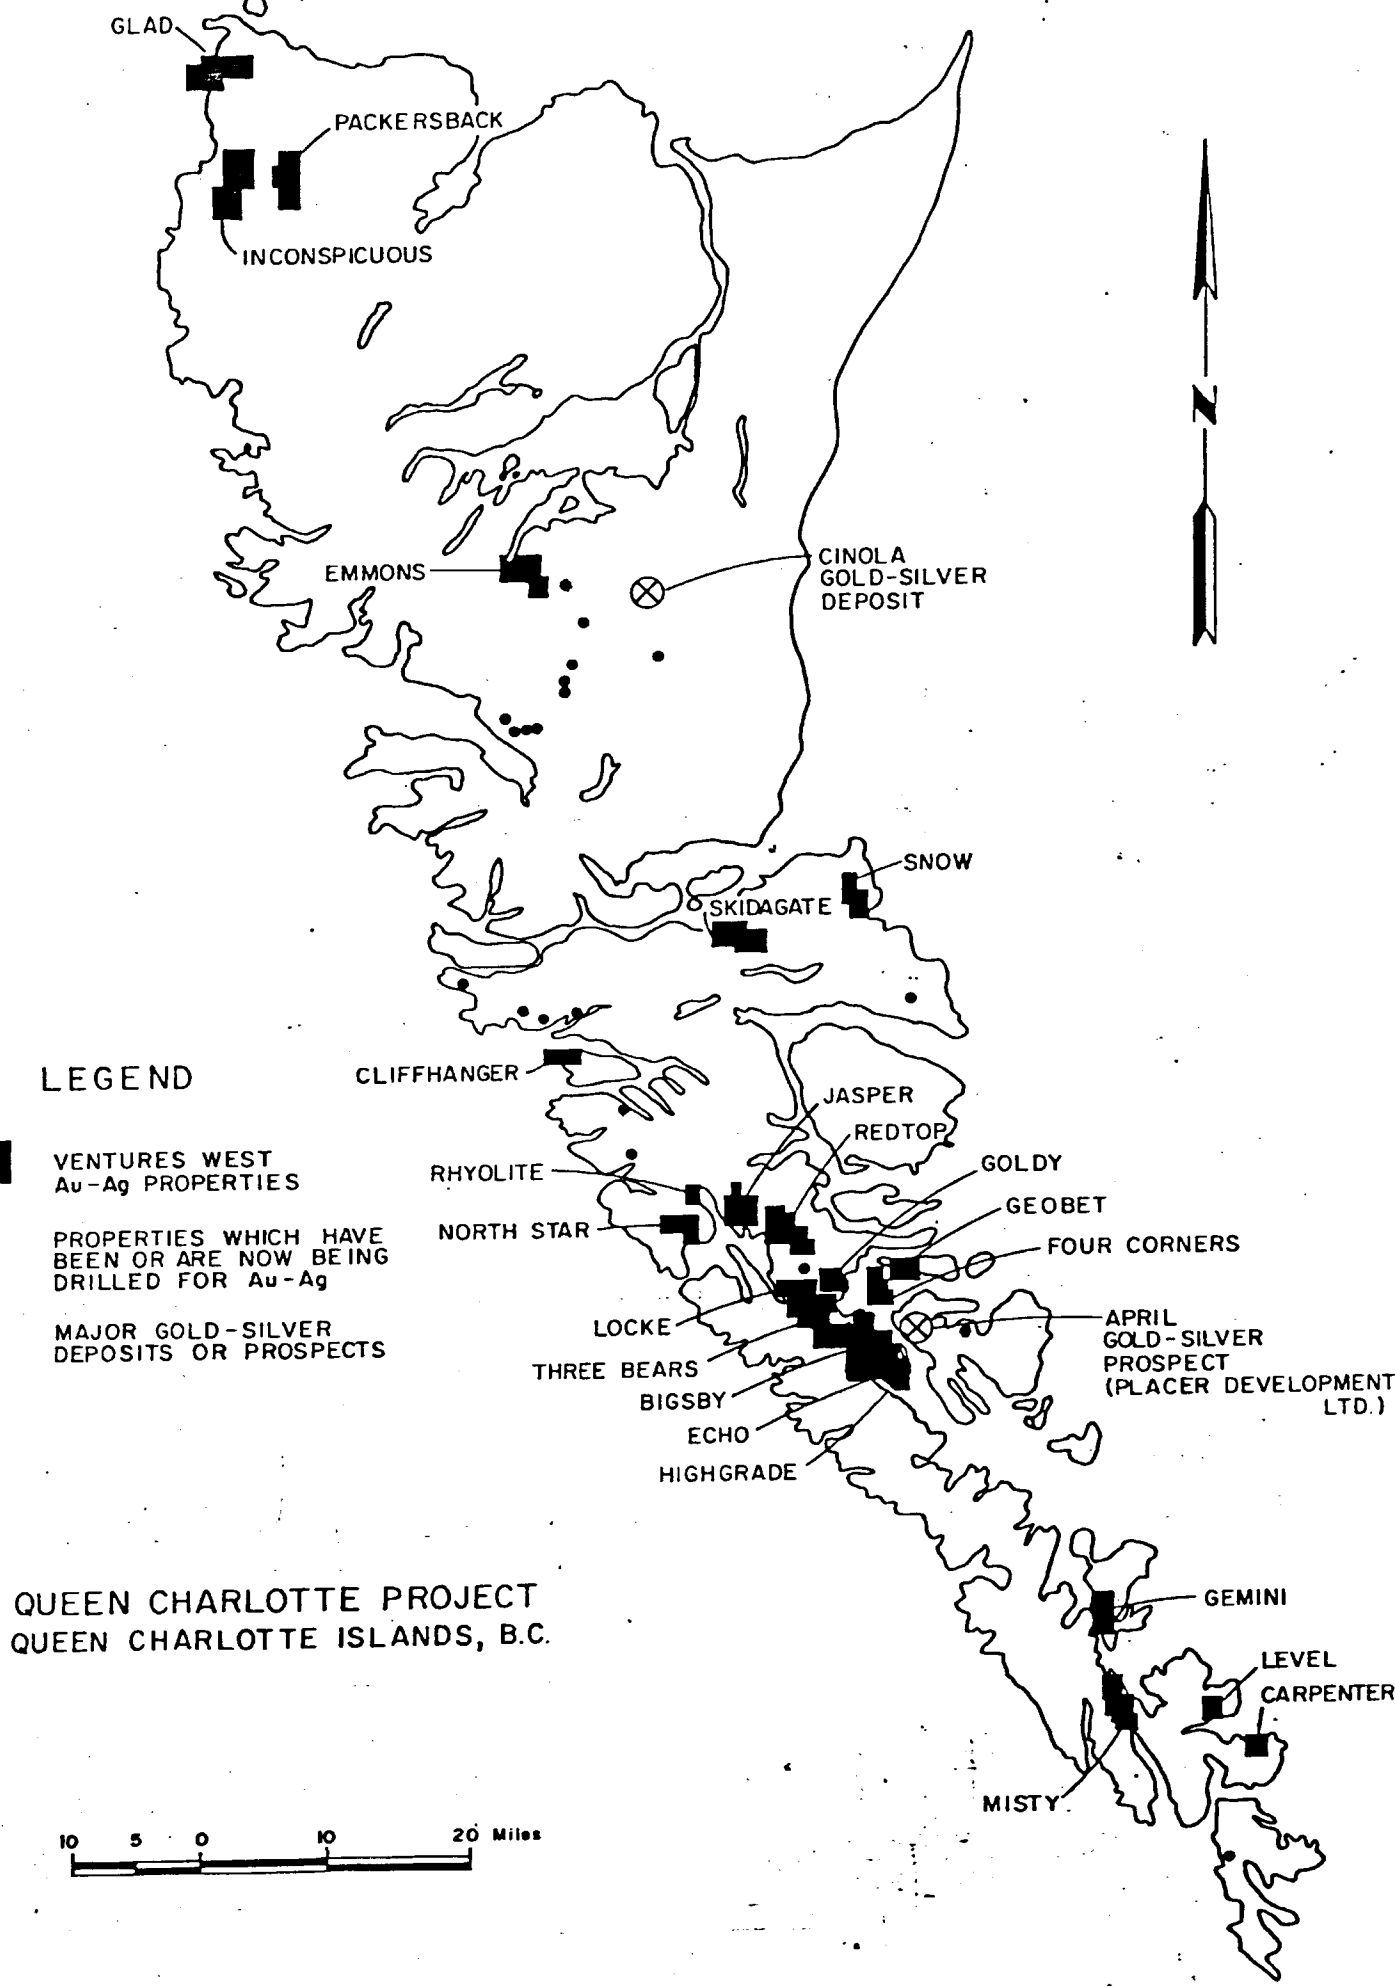 GLAD
PACKERSBACK
INCONSPICUOUS
N
EMMONS
CINOLA
GOLD-SILVER
DEPOSIT
SNOW
SKIDAGATE
LEGEND
CLIFFHANGER
JASPER
REDTOP
VENTURES WEST
Au-Ag PROPERTIES
RHYOLITE
GOLDY
GEOBET
NORTH STAR
FOUR CORNERS
PROPERTIES WHICH HAVE
BEEN OR ARE NOW BEING
DRILLED FOR Au-Ag
LOCKE
APRIL
GOLD-SILVER
PROSPECT
(PLACER DEVELOPMENT
LTD.)
MAJOR GOLD-SILVER
DEPOSITS OR PROSPECTS
THREE BEARS
BIGSBY
ECHO
HIGHGRADE
QUEEN CHARLOTTE PROJECT
QUEEN CHARLOTTE ISLANDS, B.C.
GEMINI
LEVEL
CARPENTER
MISTY
10 5 0 10 20 Miles